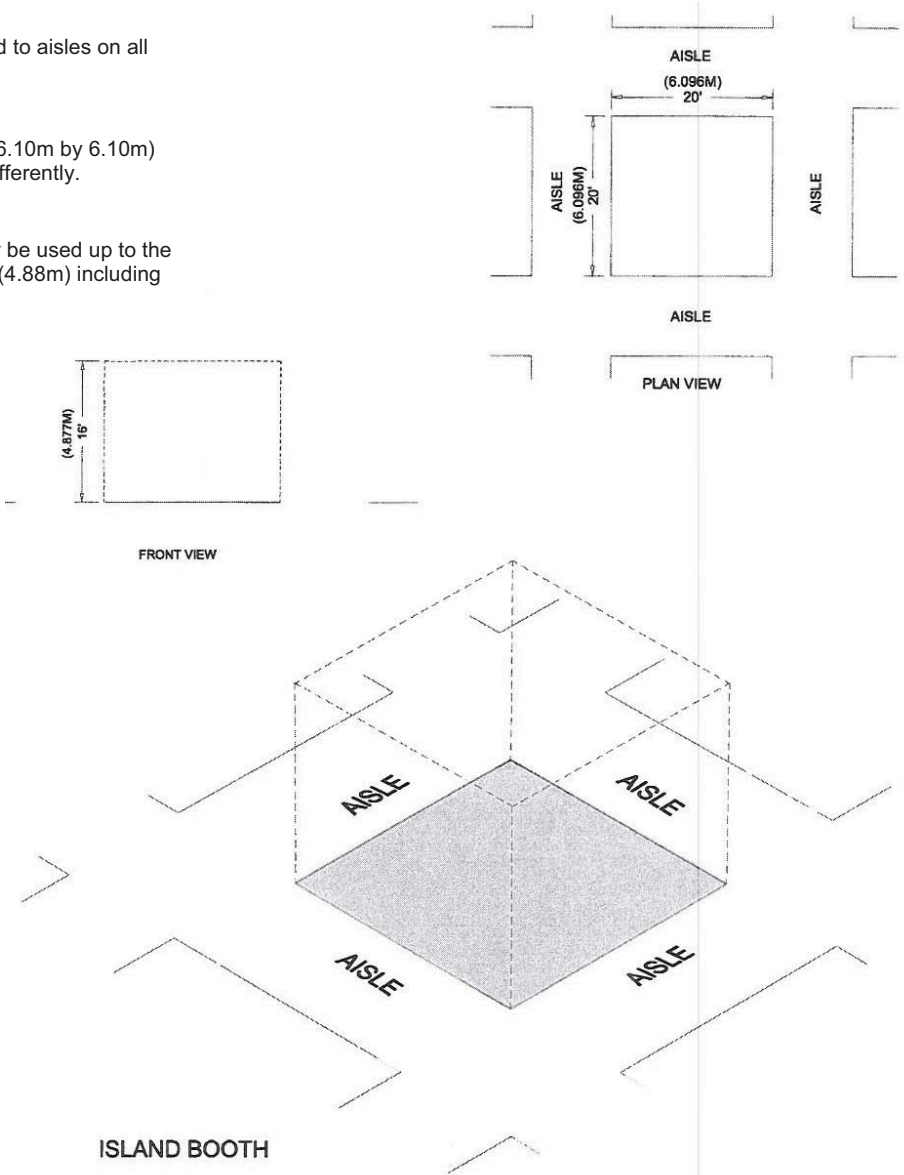 d to aisles on all
6.10m by 6.10m)
fferently.
be used up to the
(4.88m) including
AISLE
(6.096M)
20'
AISLE
(6.096M)
20'
AISLE
AISLE
PLAN VIEW
(4.877M)
16'
FRONT VIEW
AISLE
AISLE
AISLE
AISLE
ISLAND BOOTH